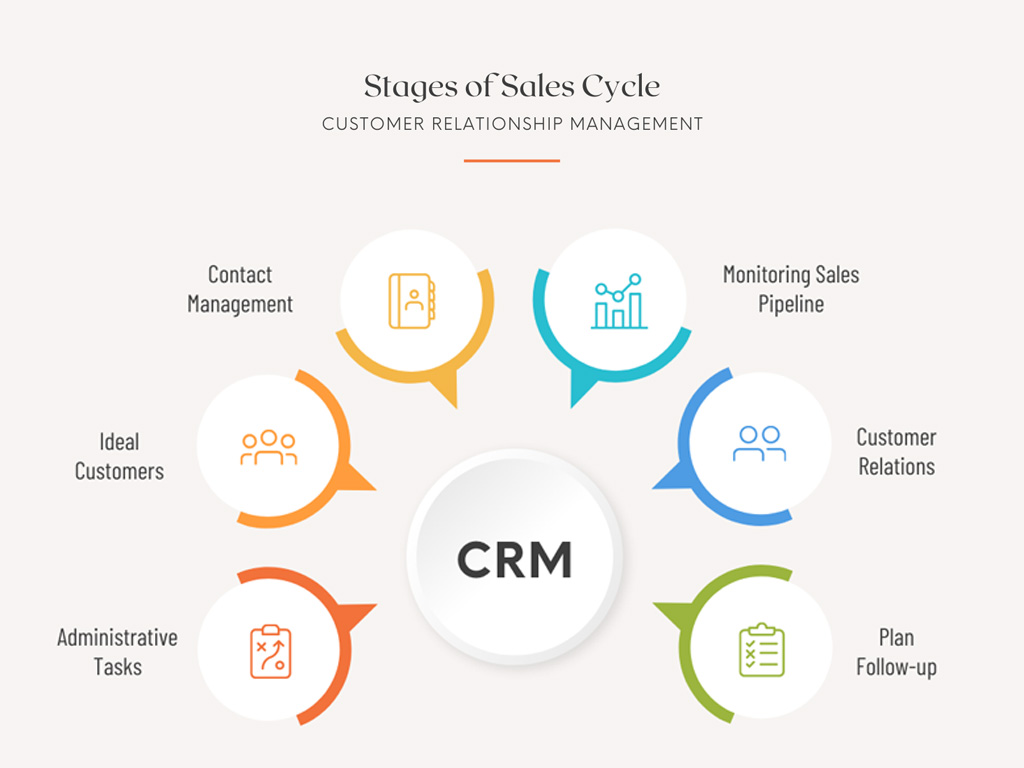 Stages of Sales Cycle
CUSTOMER RELATIONSHIP MANAGEMENT
Contact
Management
Monitoring Sales
Pipeline
Ideal
Customers
Customer
Relations
CRM
Administrative
Tasks
Plan
Follow-up